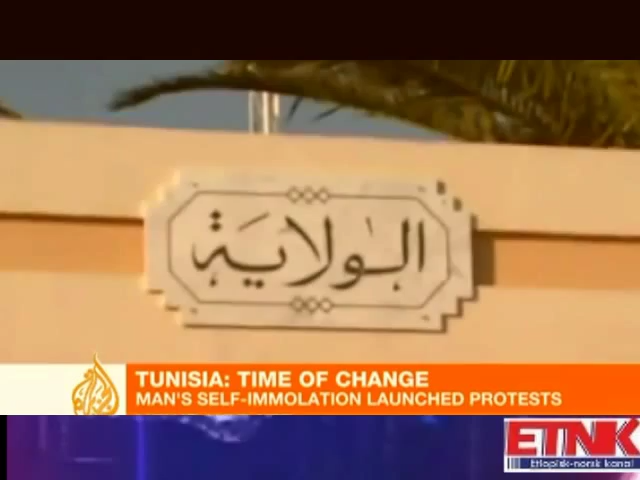 الولاية
TUNISIA: TIME OF CHANGE
MAN'S SELF-IMMOLATION LAUNCHED PROTESTS
ETNK
Etiopisk-norsk kanal